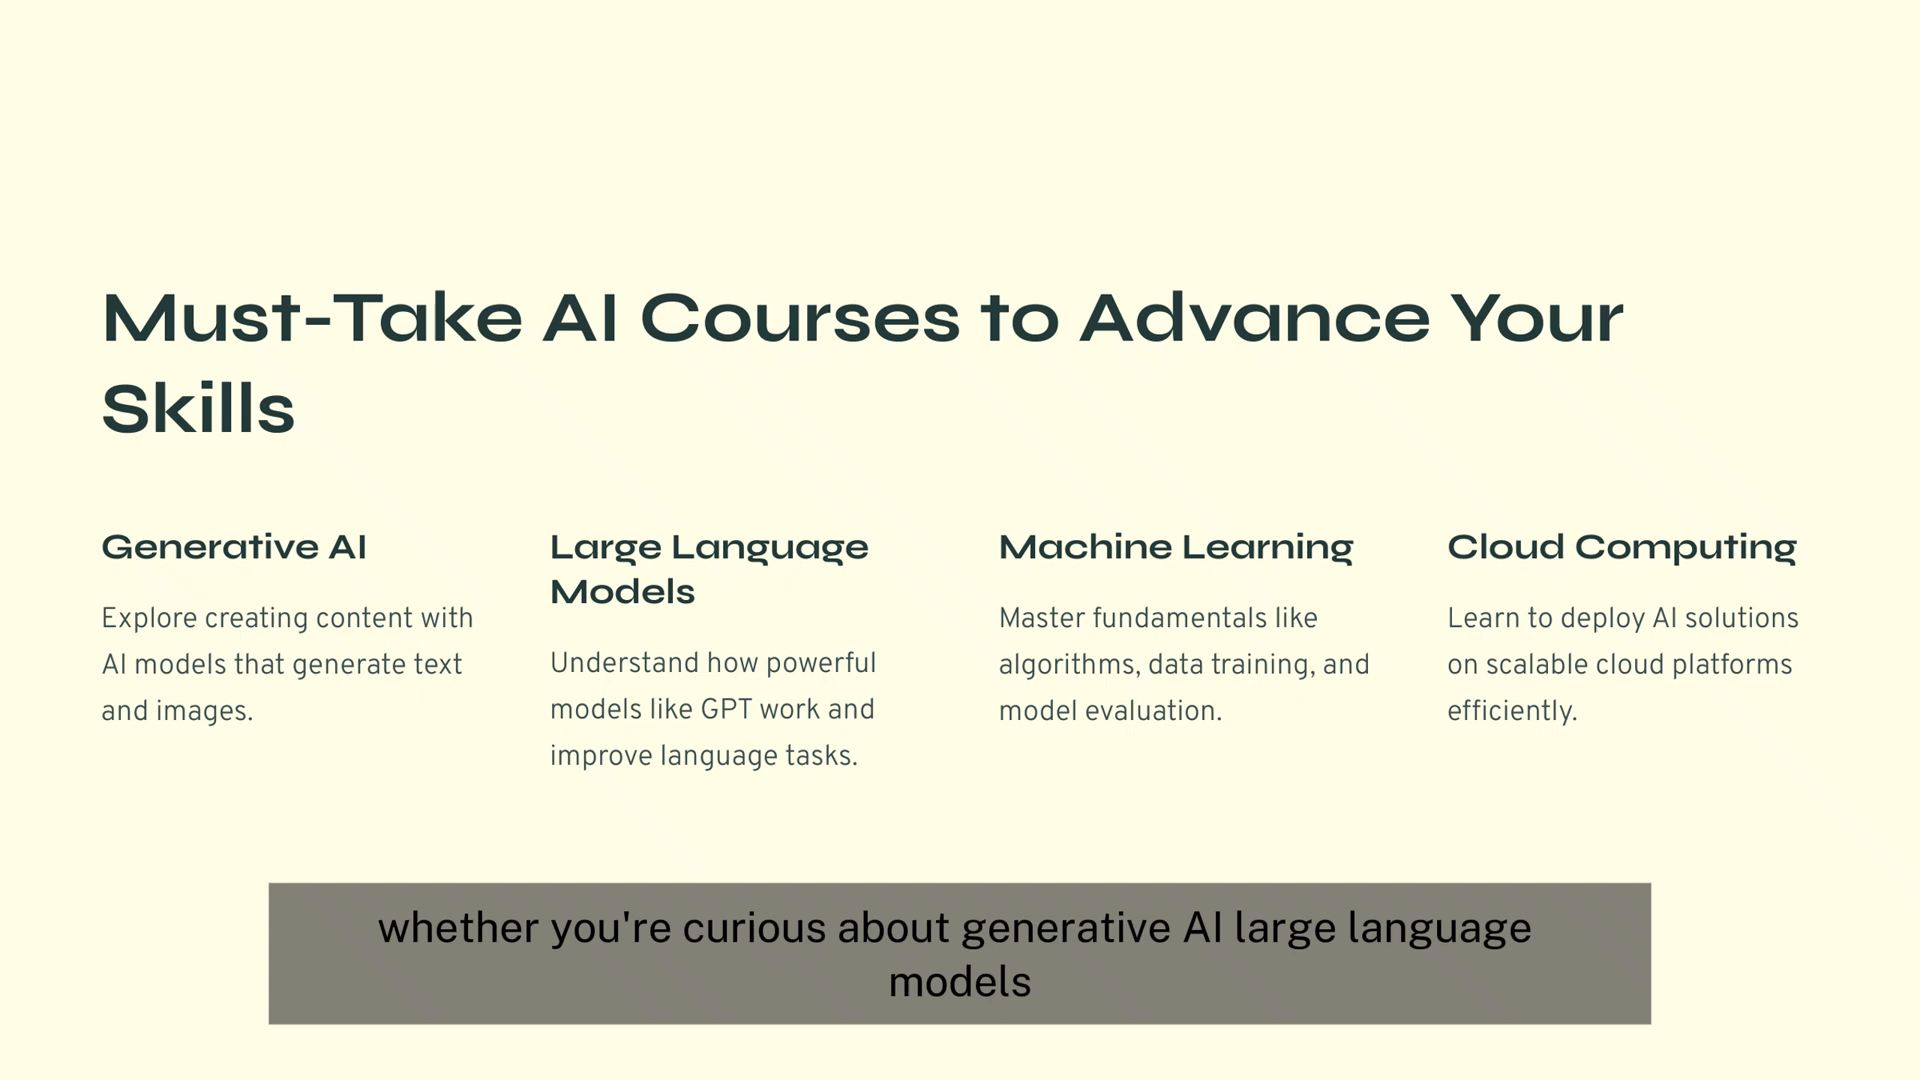 Must-Take AI Courses to Advance Your
Skills
Generative AI
Explore creating content with
AI models that generate text
and images.
Large Language
Models
Understand how powerful
models like GPT work and
improve language tasks.
Machine Learning
Master fundamentals like
algorithms, data training, and
model evaluation.
Cloud Computing
Learn to deploy AI solutions
on scalable cloud platforms
efficiently.
whether you're curious about generative AI large language
models